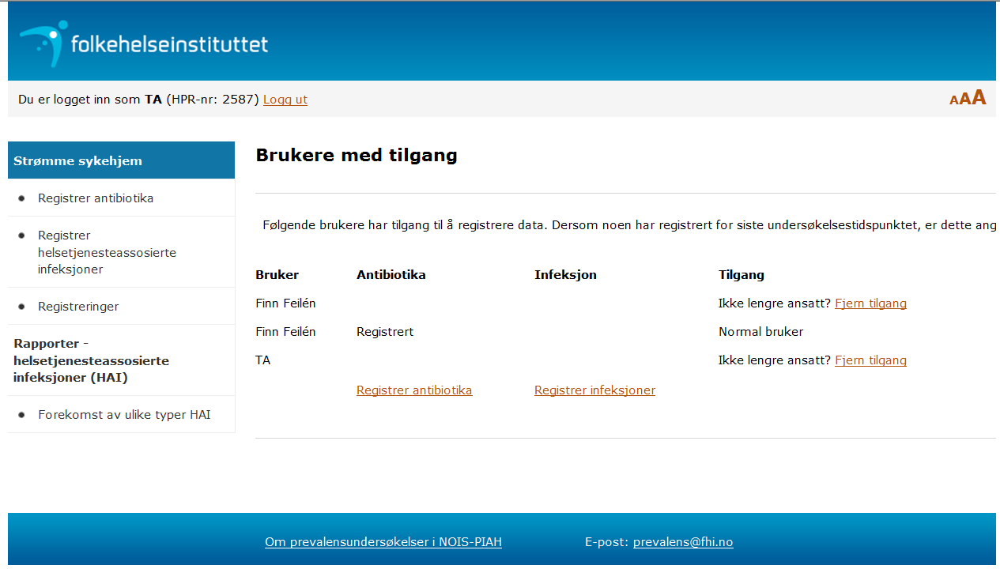 folkehelseinstituttet
Du er logget inn som TA (HPR-nr: 2587) Logg ut
AAA
Strømme sykehjem
Registrer antibiotika
Registrer
helsetjenesteassosierte
infeksjoner
Registreringer
Rapporter -
helsetjenesteassosierte
infeksjoner (HAI)
Forekomst av ulike typer HAI
Brukere med tilgang
Følgende brukere har tilgang til å registrere data. Dersom noen har registrert for siste undersøkelsestidspunktet, er dette ang
Bruker Antibiotika Infeksjon Tilgang
Finn Feilén Ikke lengre ansatt? Fjern tilgang
Finn Feilén Registrert Normal bruker
TA Ikke lengre ansatt? Fjern tilgang
Registrer antibiotika Registrer infeksjoner
Om prevalensundersøkelser i NOIS-PIAH E-post: prevalens@fhi.no